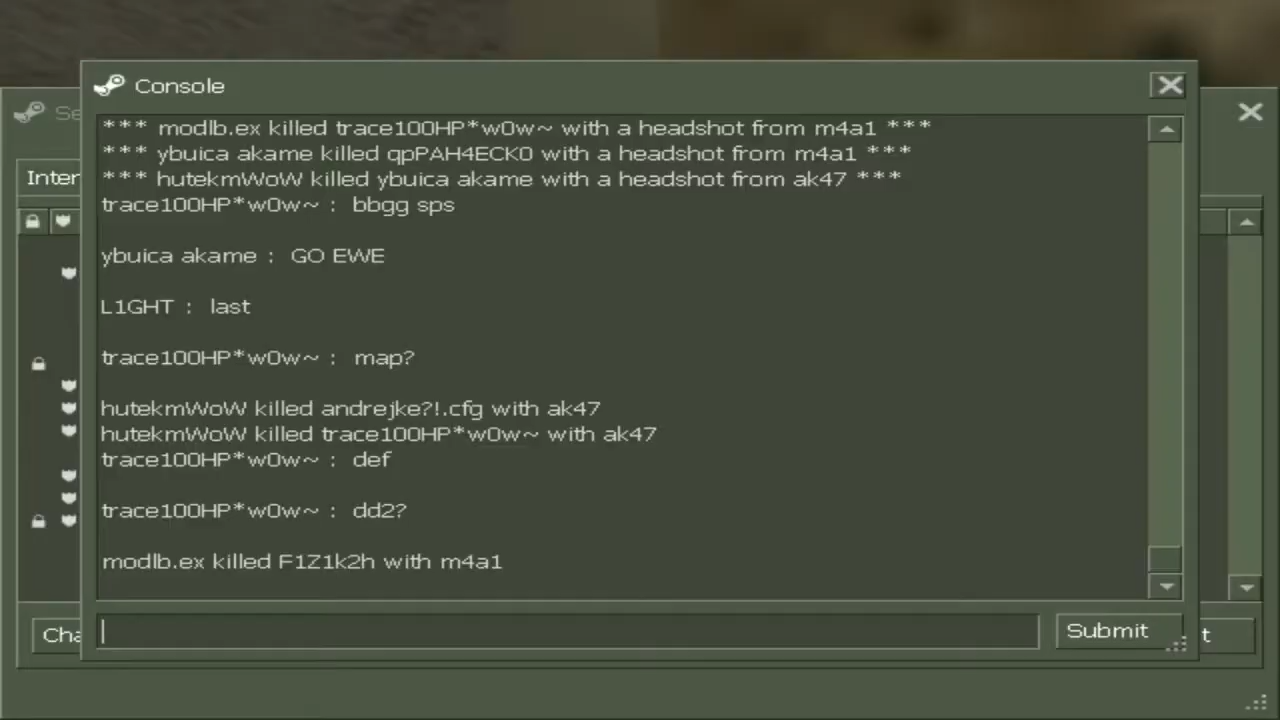 Console
*** modlb.ex killed trace100HP*w0w~ with a headshot from m4a1 ***
*** ybuica akame killed qpPAH4ECK0 with a headshot from m4a1 ***
*** hutekmWoW killed ybuica akame with a headshot from ak47 ***
trace100HP*w0w~ : bbgg sps
ybuica akame : GO EWE
L1GHT : last
trace100HP*w0w~ : map?
hutekmWoW killed andrejke?!.cfg with ak47
hutekmWoW killed trace100HP*w0w~ with ak47
trace100HP*w0w~ : def
trace100HP*w0w~ : dd2?
modlb.ex killed F1Z1k2h with m4a1
Submit
Se
Inter
Cha
t